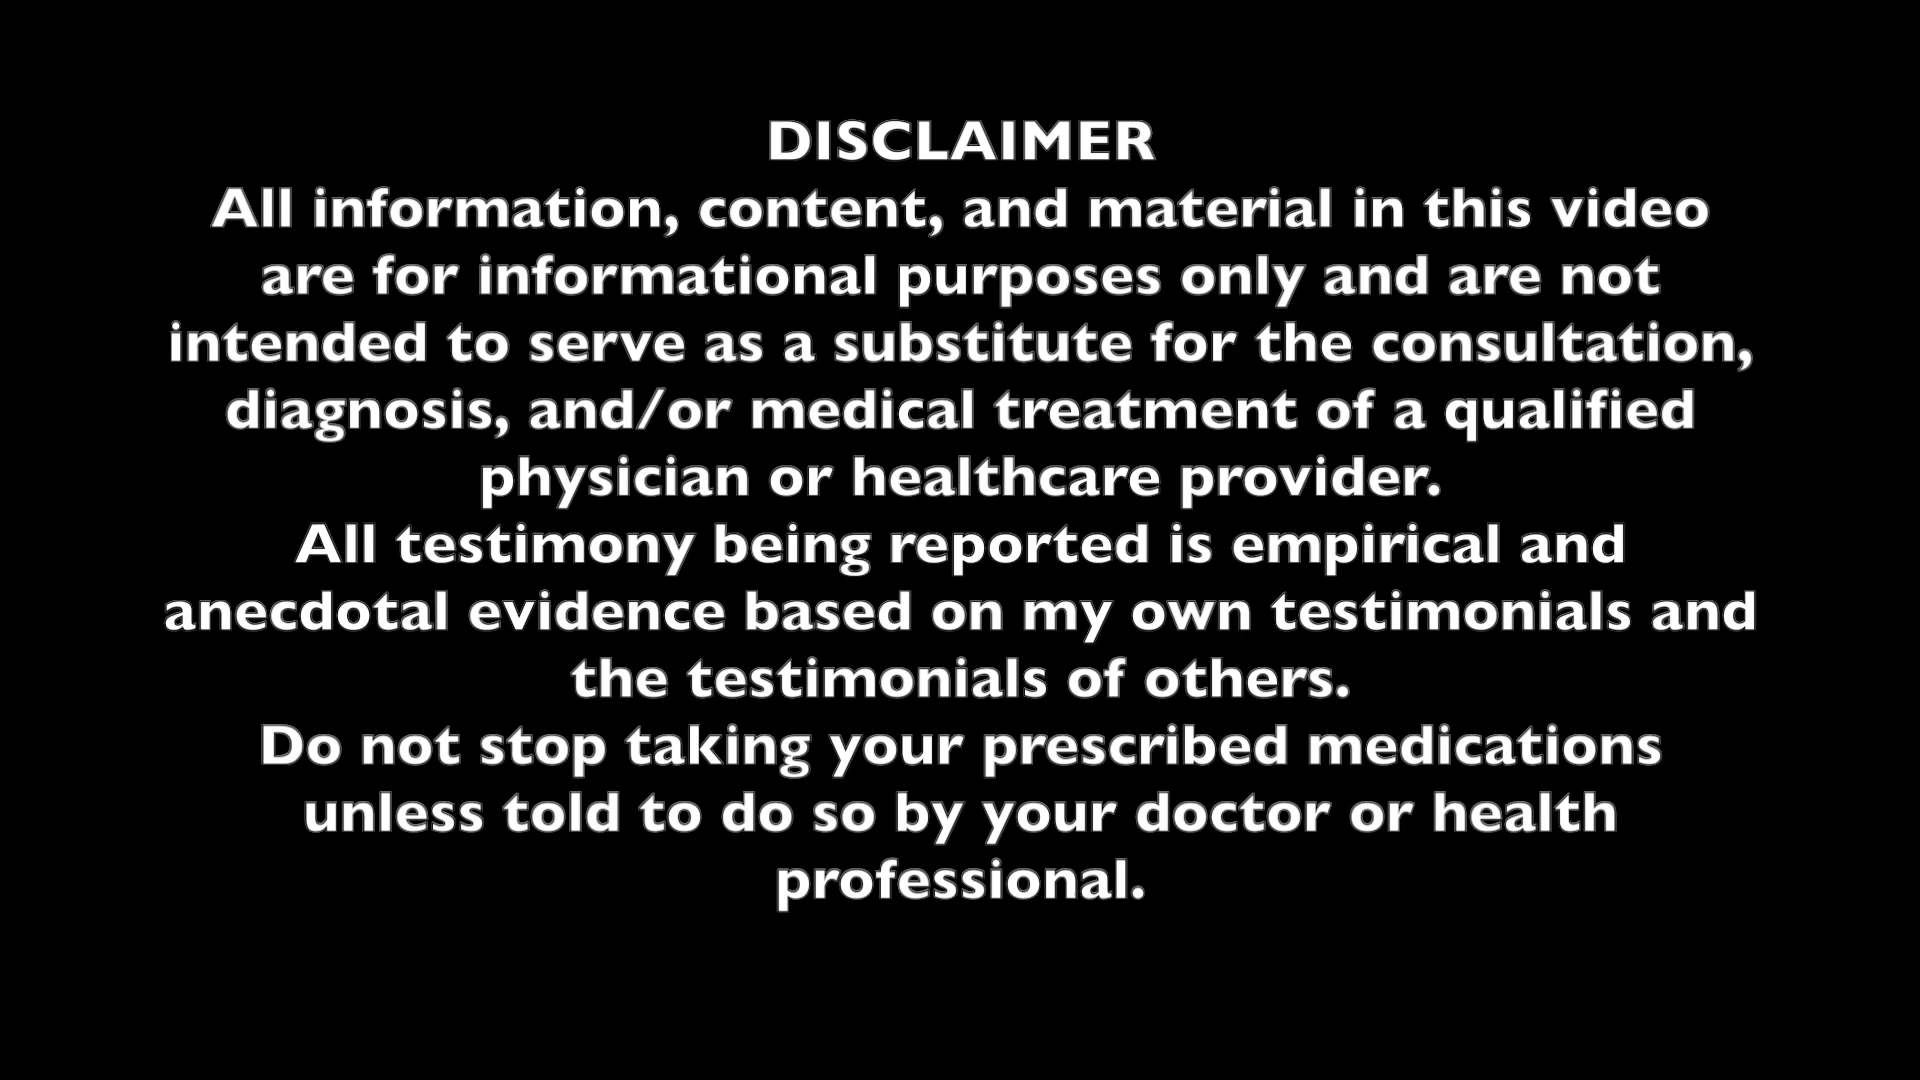 DISCLAIMER
All information, content, and material in this video
are for informational purposes only and are not
intended to serve as a substitute for the consultation,
diagnosis, and/or medical treatment of a qualified
physician or healthcare provider.
All testimony being reported is empirical and
anecdotal evidence based on my own testimonials and
the testimonials of others.
Do not stop taking your prescribed medications
unless told to do so by your doctor or health
professional.